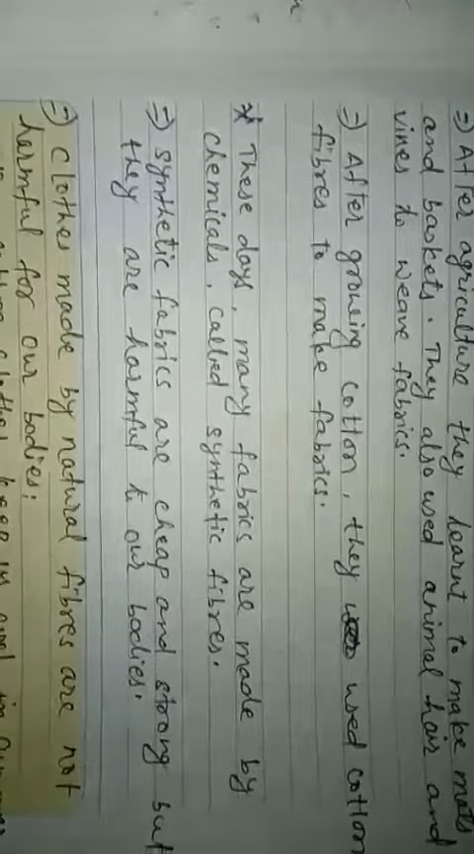 =) After agriculture they learnt to make mats
and baskets. They also used animal hair and
vines to weave fabrics.
=) After growing cotton, they used cotton
fibres to make fabrics.
* These days, many fabrics are made by
chemicals, called synthetic fibres.
=) synthetic fabrics are cheap and strong but
they are harmful to our bodies.
=) Clothes made by natural fibres are not
harmful for our bodies.